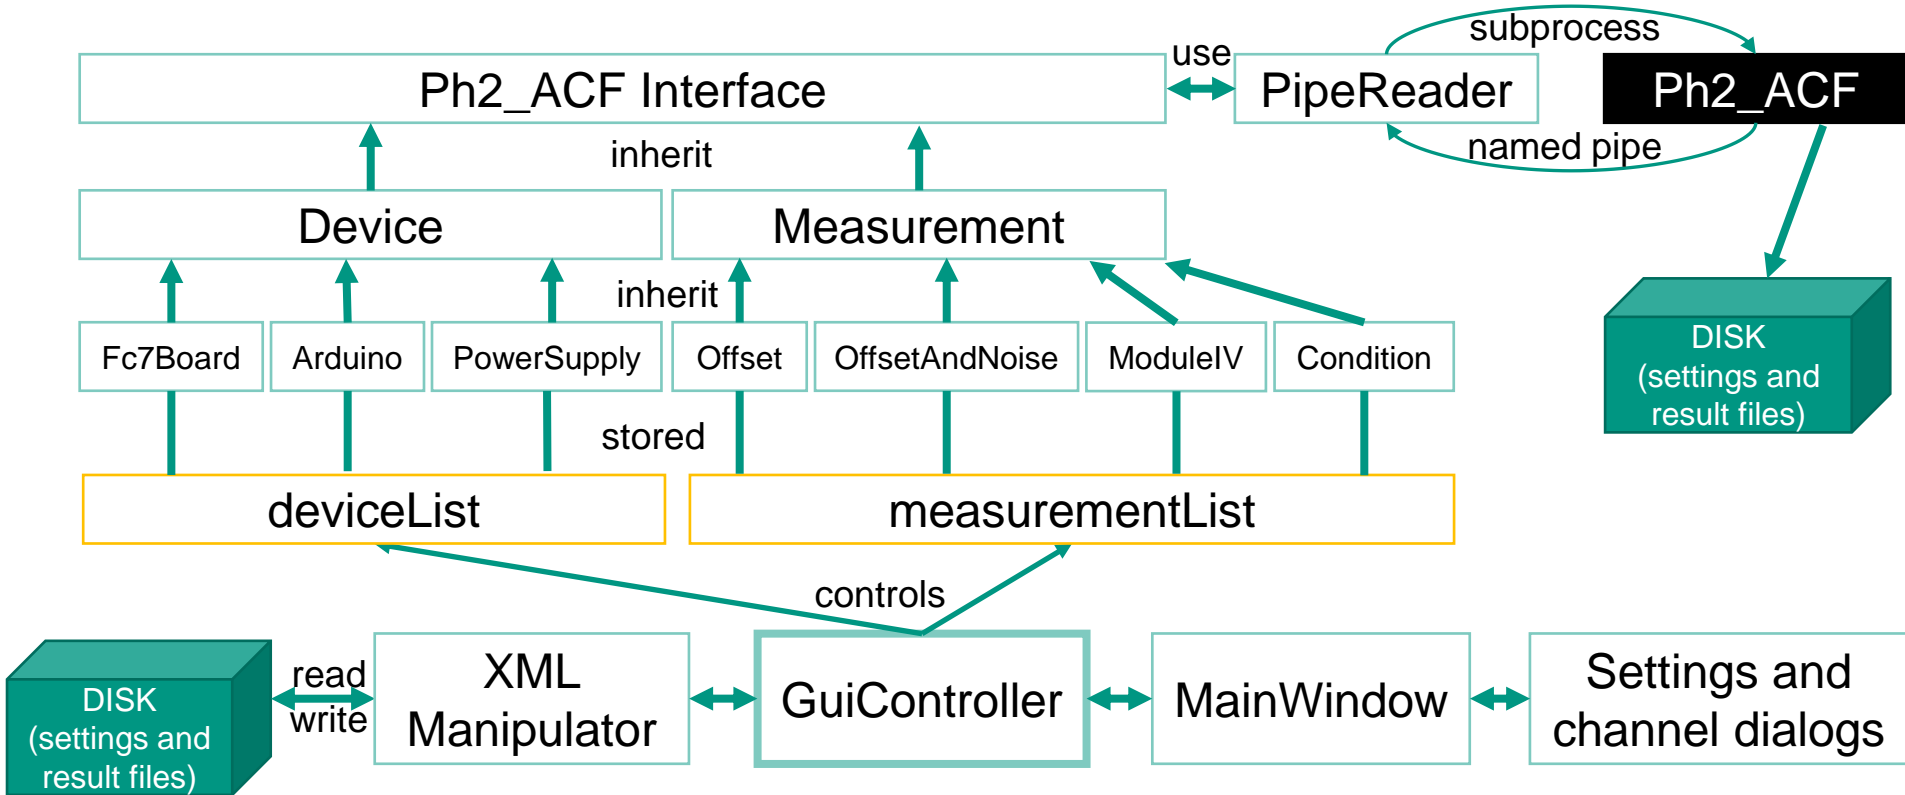 subprocess
use
Ph2_ACF Interface
PipeReader
Ph2_ACF
named pipe
inherit
Device
Measurement
inherit
Fc7Board
Arduino
PowerSupply
Offset
OffsetAndNoise
ModuleIV
Condition
DISK
(settings and
result files)
stored
deviceList
measurementList
controls
DISK
(settings and
result files)
read
write
XML
Manipulator
GuiController
MainWindow
Settings and
channel dialogs